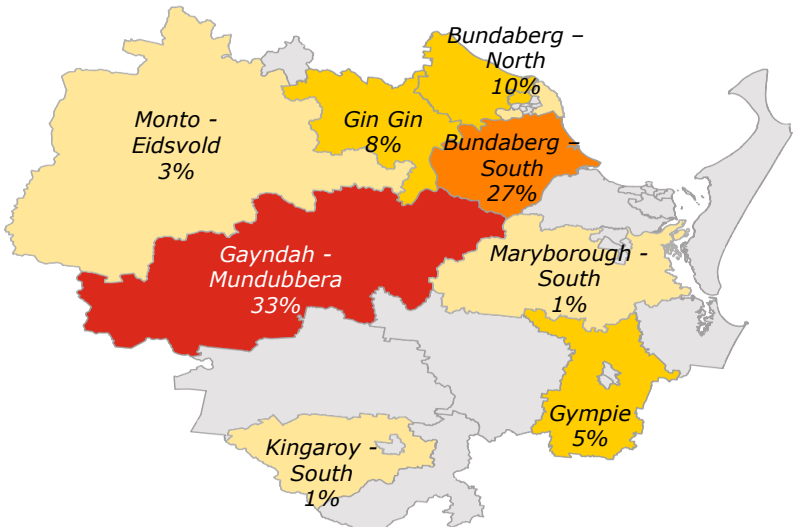 Bundaberg –
North
10%
Monto -
Eidsvold
3%
Gin Gin
8%
Bundaberg –
South
27%
Gayndah -
Mundubbera
33%
Maryborough -
South
1%
Gympie
5%
Kingaroy -
South
1%